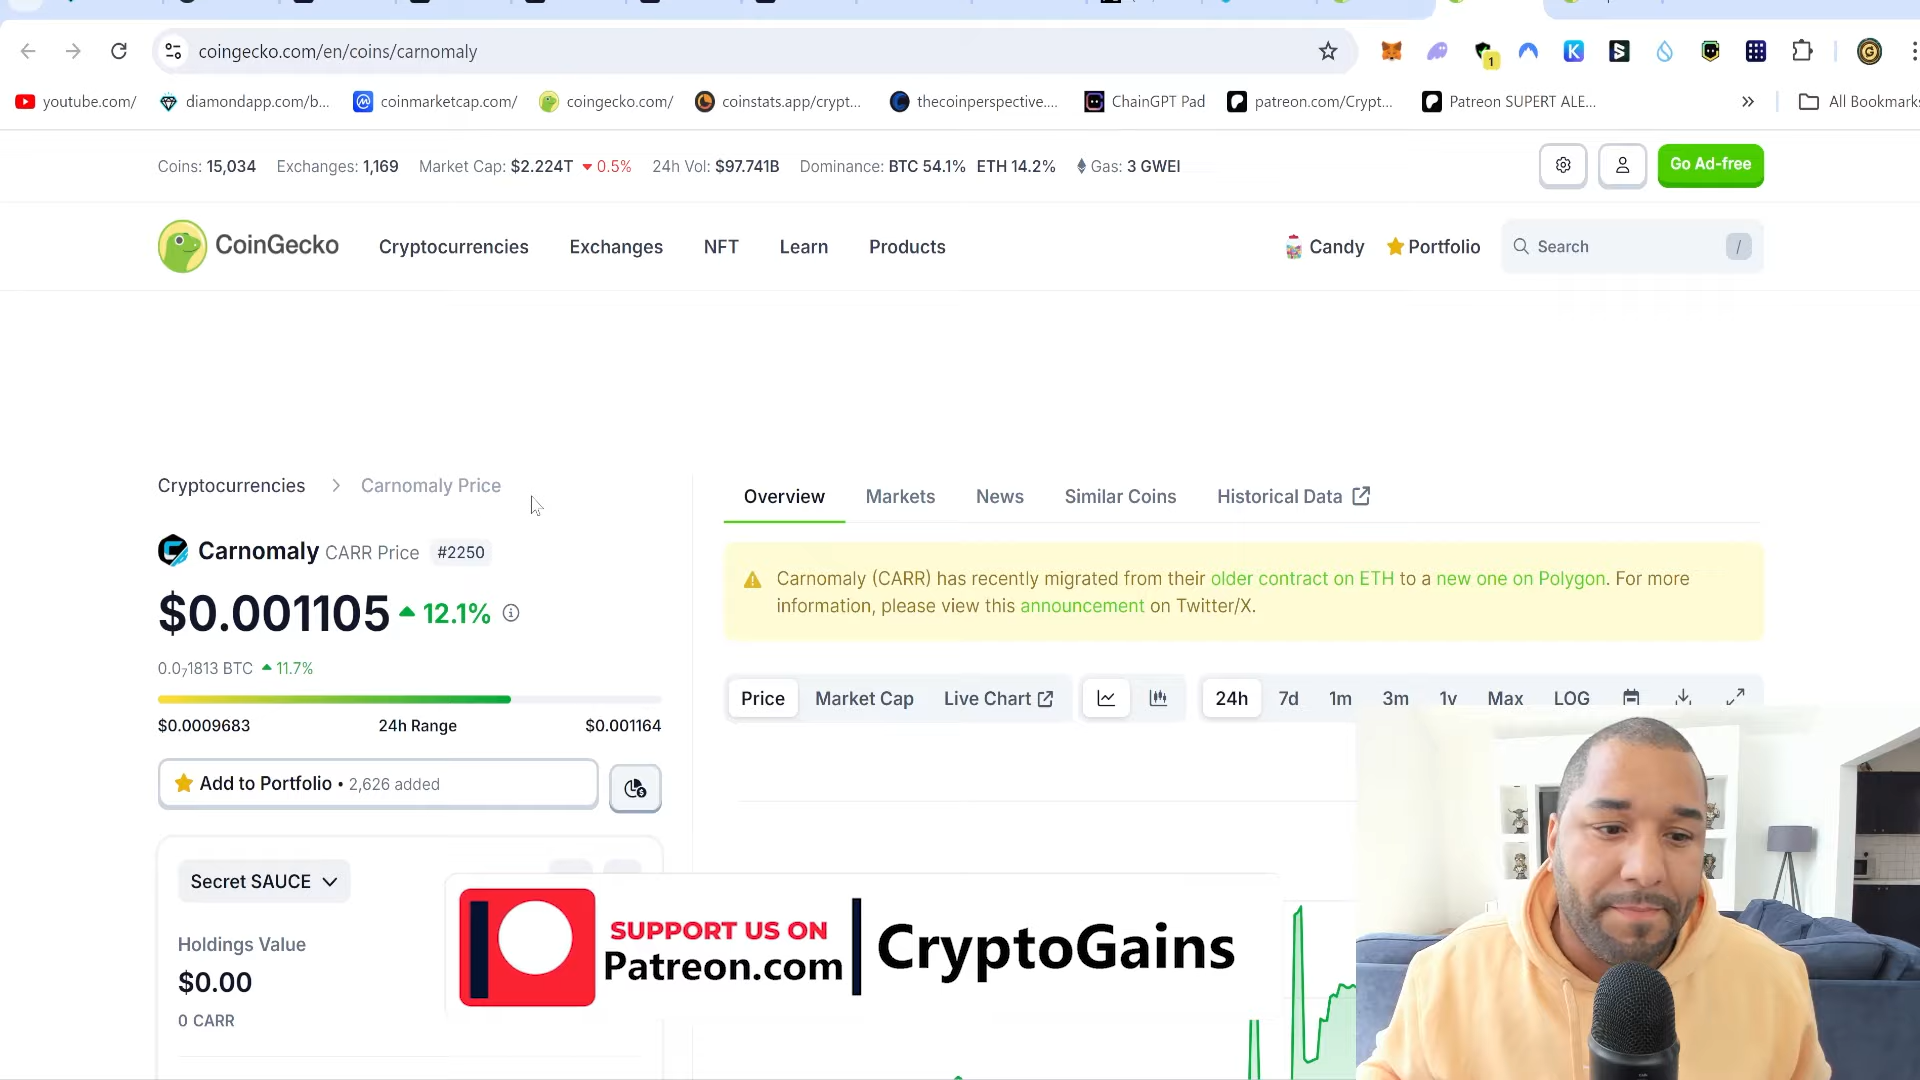 coingecko.com/en/coins/carnomaly
1
youtube.com/ diamondapp.com/b... coinmarketcap.com/ coingecko.com/ coinstats.app/crypt... thecoinperspective.... ChainGPT Pad patreon.com/Crypt... Patreon SUPERT ALE... All Bookmarks
Coins: 15,034 Exchanges: 1,169 Market Cap: $2.224T 0.5% 24h Vol: $97.741B Dominance: BTC 54.1% ETH 14.2% Gas: 3 GWEI
Go Ad-free
CoinGecko Cryptocurrencies Exchanges NFT Learn Products Candy Portfolio Search /
Cryptocurrencies > Carnomaly Price
Carnomaly CARR Price #2250
$0.001105 12.1%
0.0₇1813 BTC 11.7%
$0.0009683 24h Range $0.001164
Add to Portfolio • 2,626 added
Secret SAUCE
Holdings Value
$0.00
0 CARR
Overview Markets News Similar Coins Historical Data
Carnomaly (CARR) has recently migrated from their older contract on ETH to a new one on Polygon. For more
information, please view this announcement on Twitter/X.
Price Market Cap Live Chart 24h 7d 1m 3m 1y Max LOG
SUPPORT US ON
Patreon.com
CryptoGains